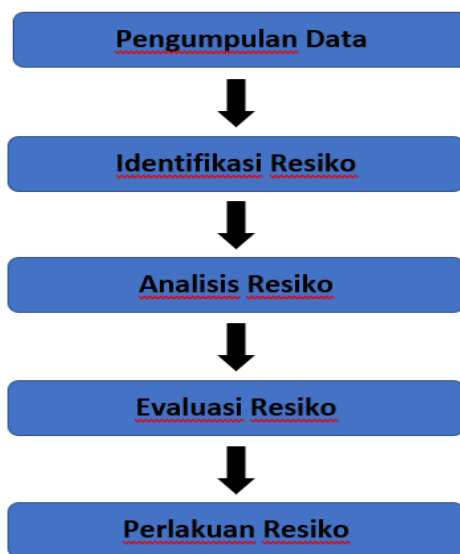 Pengumpulan Data
Identifikasi Resiko
Analisis Resiko
Evaluasi Resiko
Perlakuan Resiko